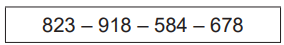 823 – 918 – 584 – 678